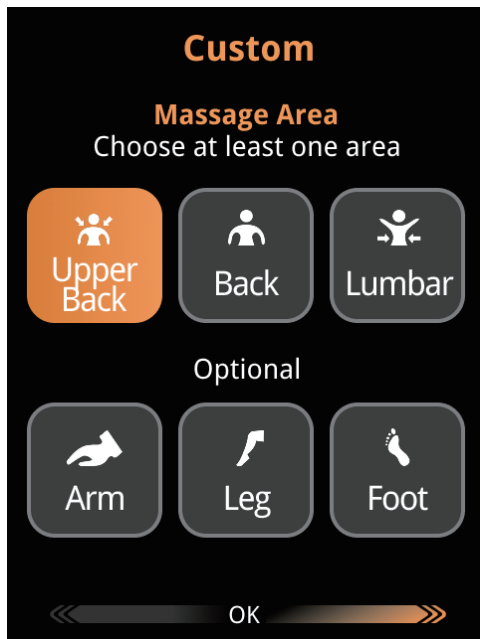 Custom
Massage Area
Choose at least one area
Upper
Back
Back
Lumbar
Optional
Arm
Leg
Foot
OK